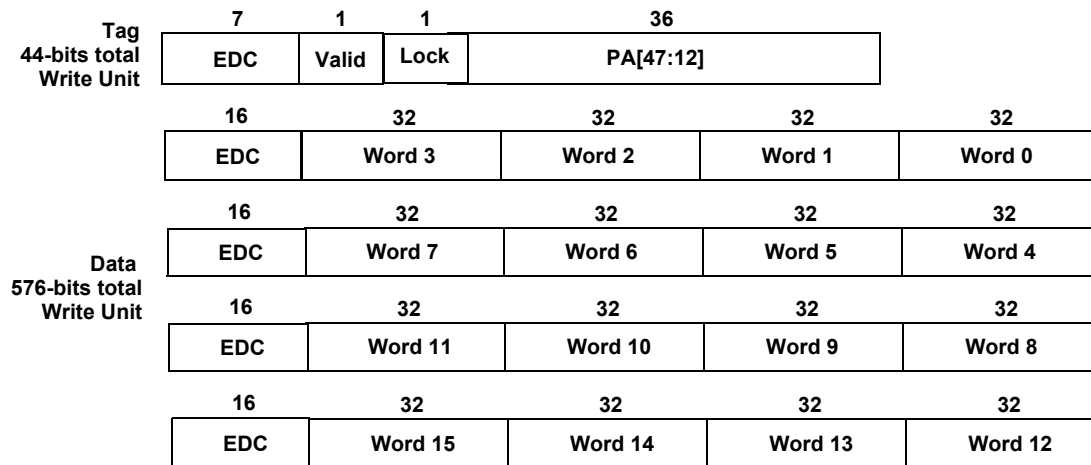 7 1 1 36
Tag
44-bits total
Write Unit
EDC Valid Lock PA[47:12]
16 32 32 32 32
EDC Word 3 Word 2 Word 1 Word 0
16 32 32 32 32
EDC Word 7 Word 6 Word 5 Word 4
Data
576-bits total
Write Unit
16 32 32 32 32
EDC Word 11 Word 10 Word 9 Word 8
16 32 32 32 32
EDC Word 15 Word 14 Word 13 Word 12